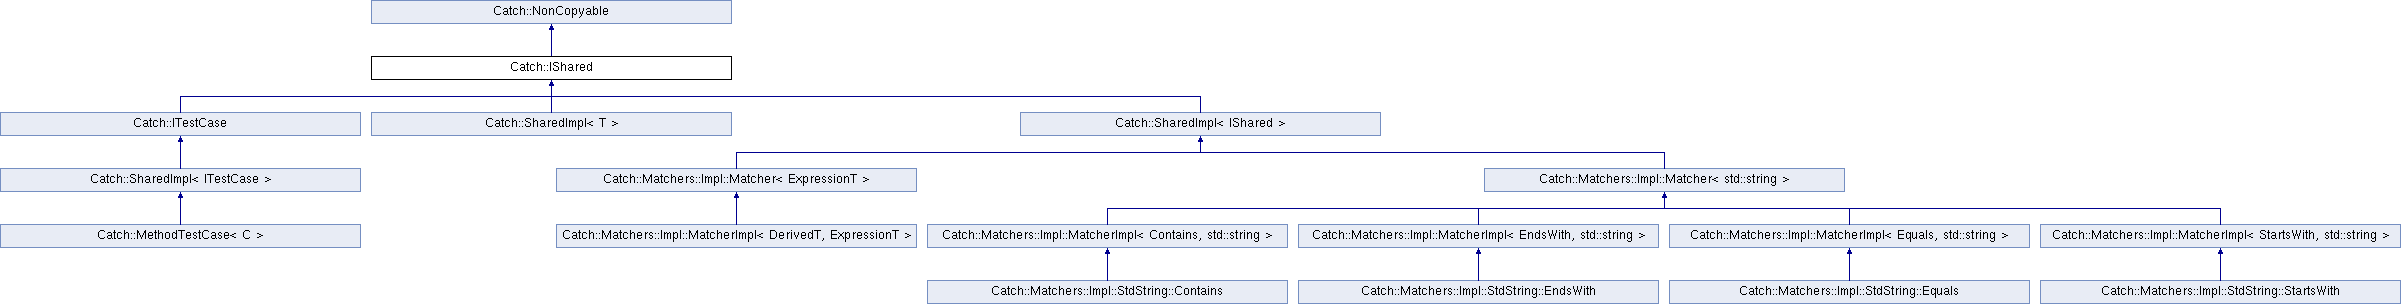 Catch::NonCopyable
Catch::IShared
Catch::ITestCase
Catch::SharedImpl< T >
Catch::SharedImpl< IShared >
Catch::SharedImpl< ITestCase >
Catch::Matchers::Impl::Matcher< ExpressionT >
Catch::Matchers::Impl::Matcher< std::string >
Catch::MethodTestCase< C >
Catch::Matchers::Impl::MatcherImpl< DerivedT, ExpressionT >
Catch::Matchers::Impl::MatcherImpl< Contains, std::string >
Catch::Matchers::Impl::MatcherImpl< EndsWith, std::string >
Catch::Matchers::Impl::MatcherImpl< Equals, std::string >
Catch::Matchers::Impl::MatcherImpl< StartsWith, std::string >
Catch::Matchers::Impl::StdString::Contains
Catch::Matchers::Impl::StdString::EndsWith
Catch::Matchers::Impl::StdString::Equals
Catch::Matchers::Impl::StdString::StartsWith